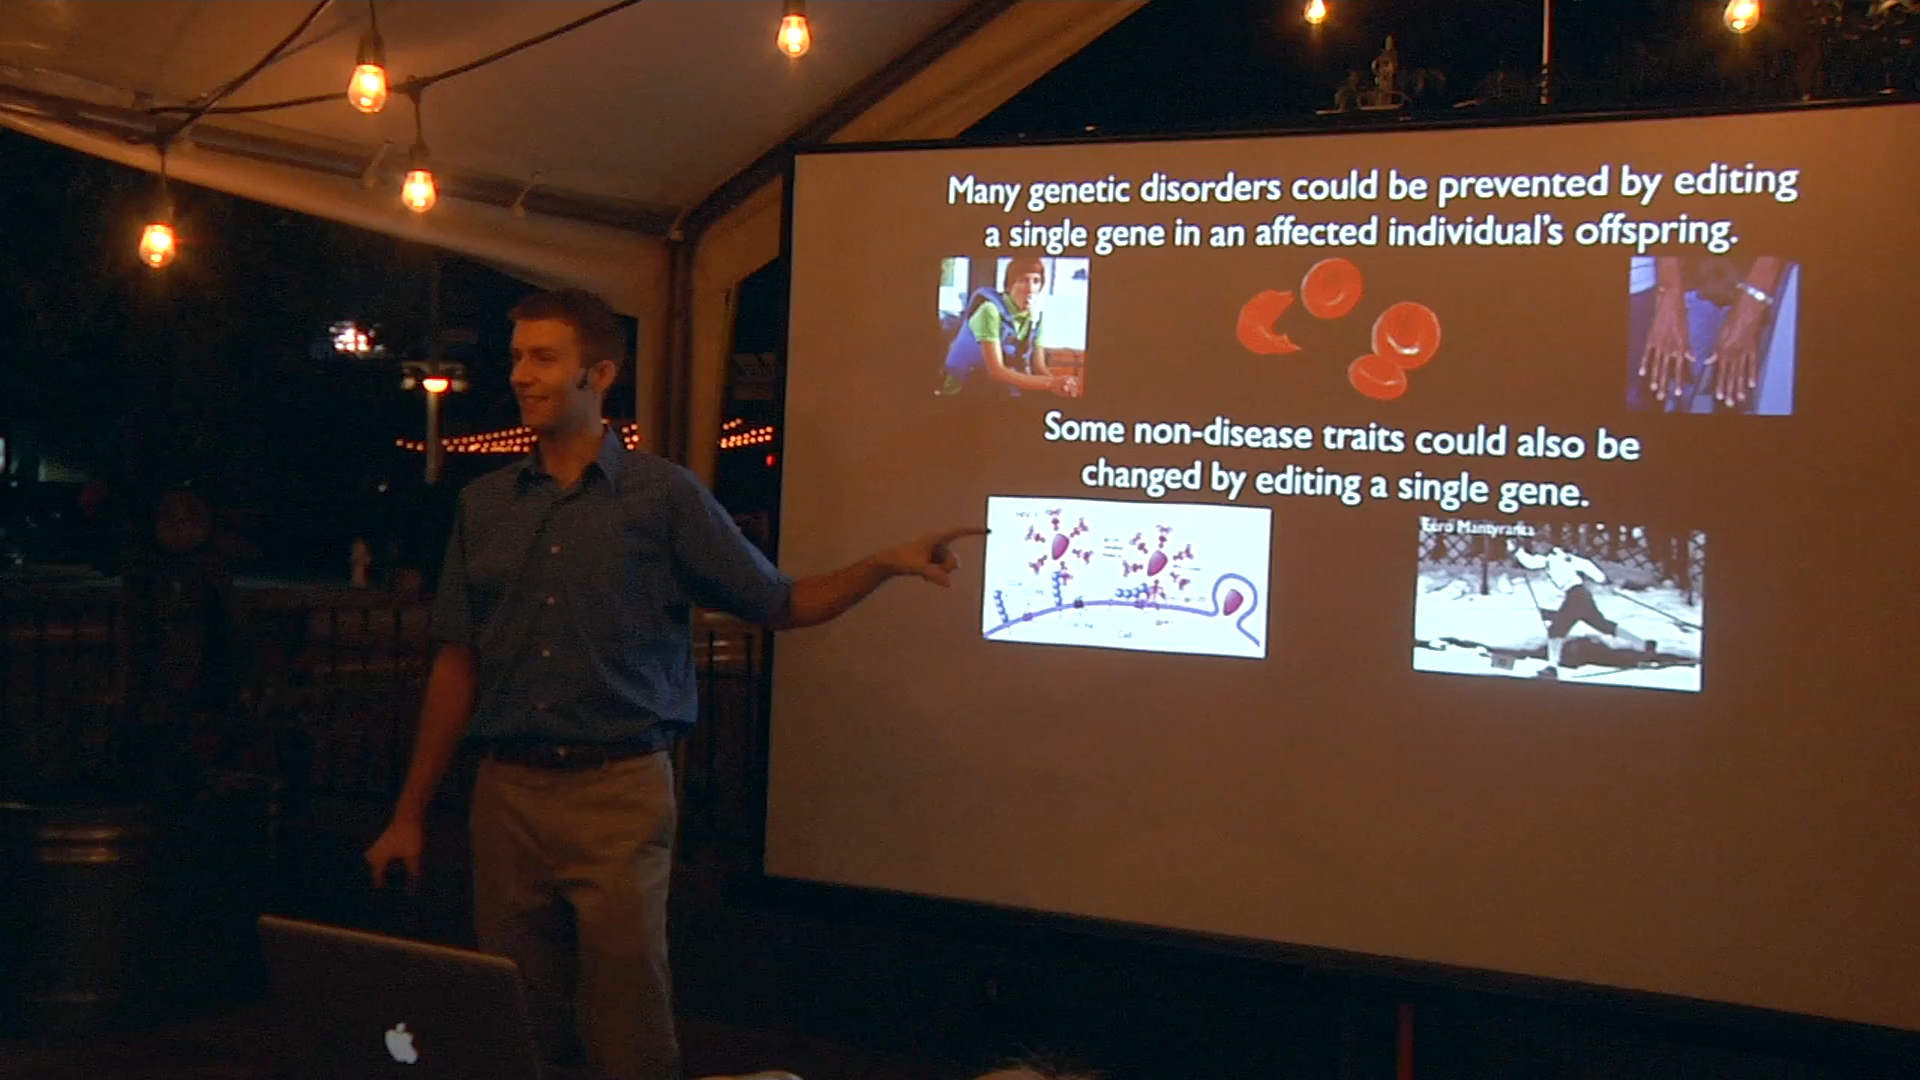 Many genetic disorders could be prevented by editing
a single gene in an affected individual's offspring.
Some non-disease traits could also be
changed by editing a single gene.
Eero Mantyranta